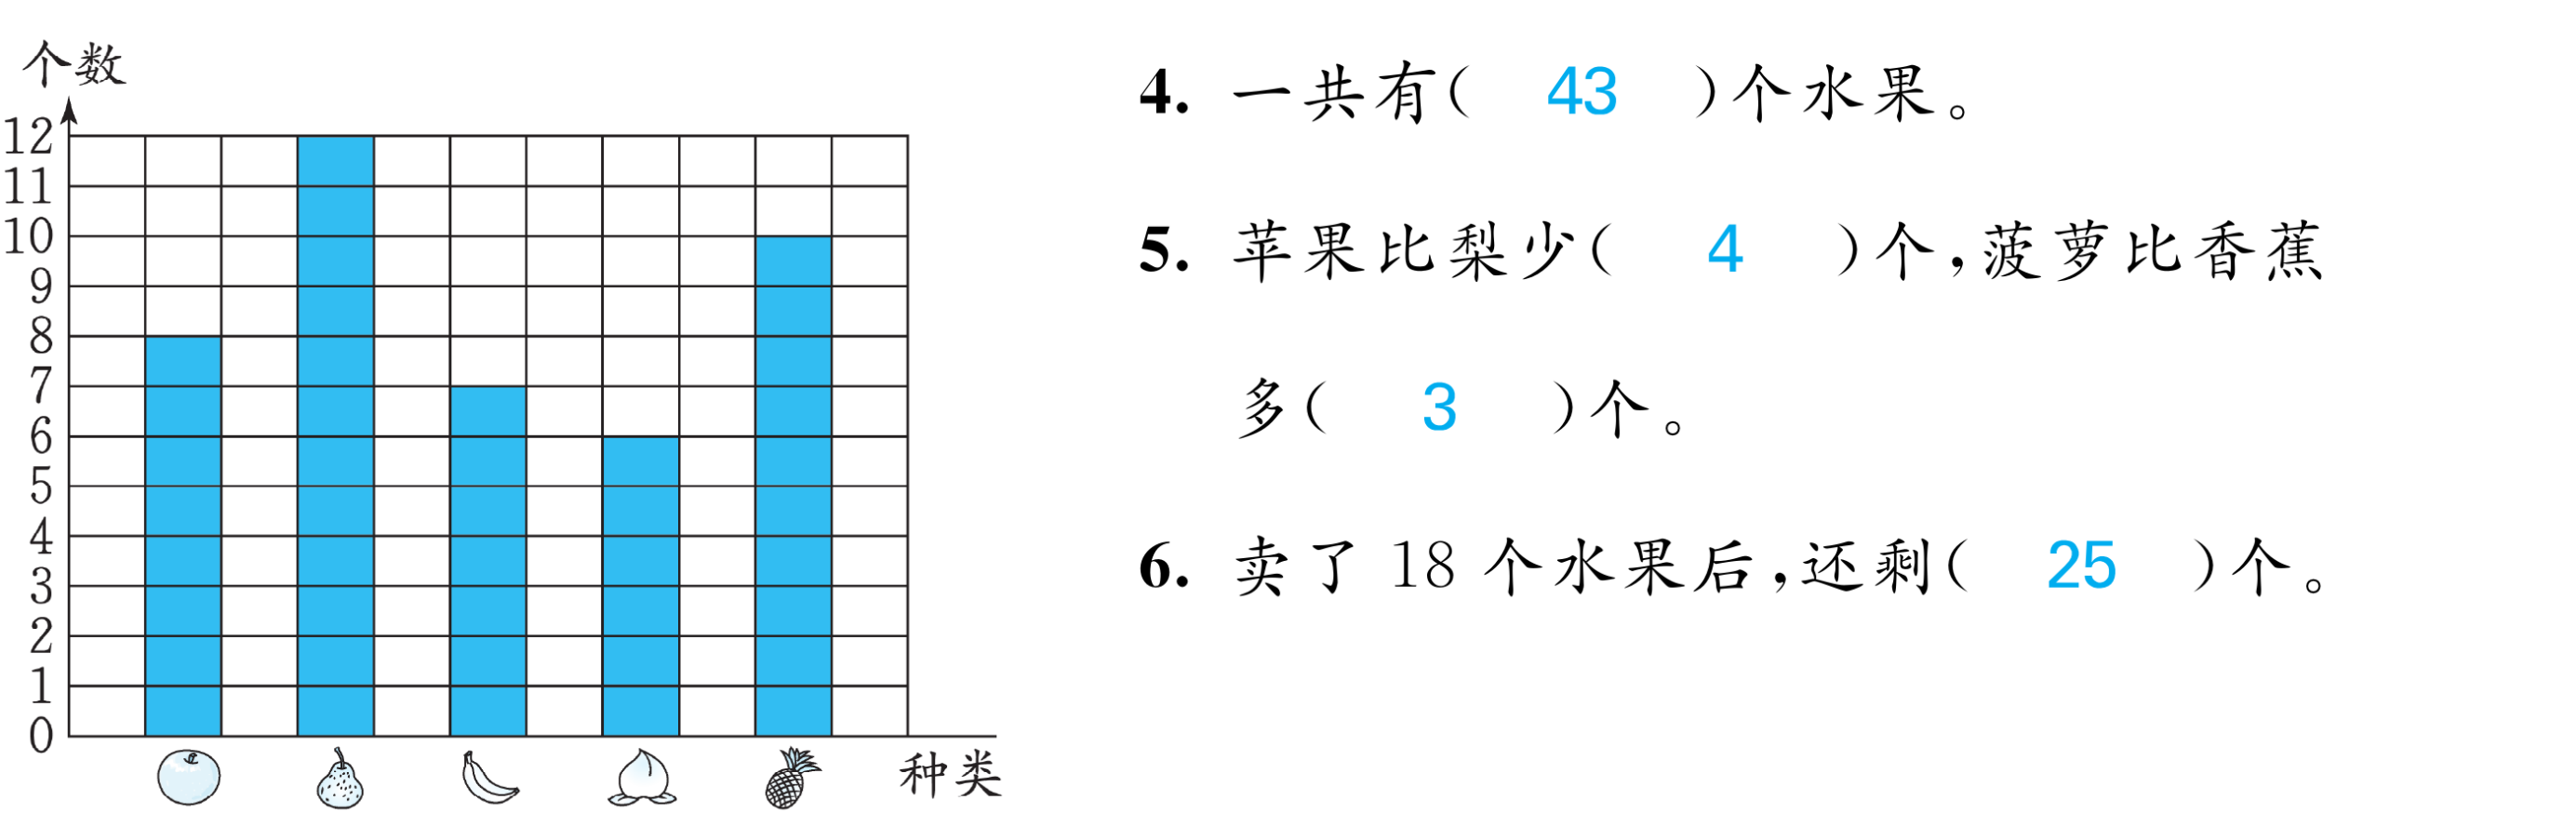 个数
12
11
10
9
8
7
6
5
4
3
2
1
0
种类
4. 一共有( 43 )个水果。
5. 苹果比梨少( 4 )个,菠萝比香蕉
多( 3 )个。
6. 卖了 18 个水果后,还剩( 25 )个。